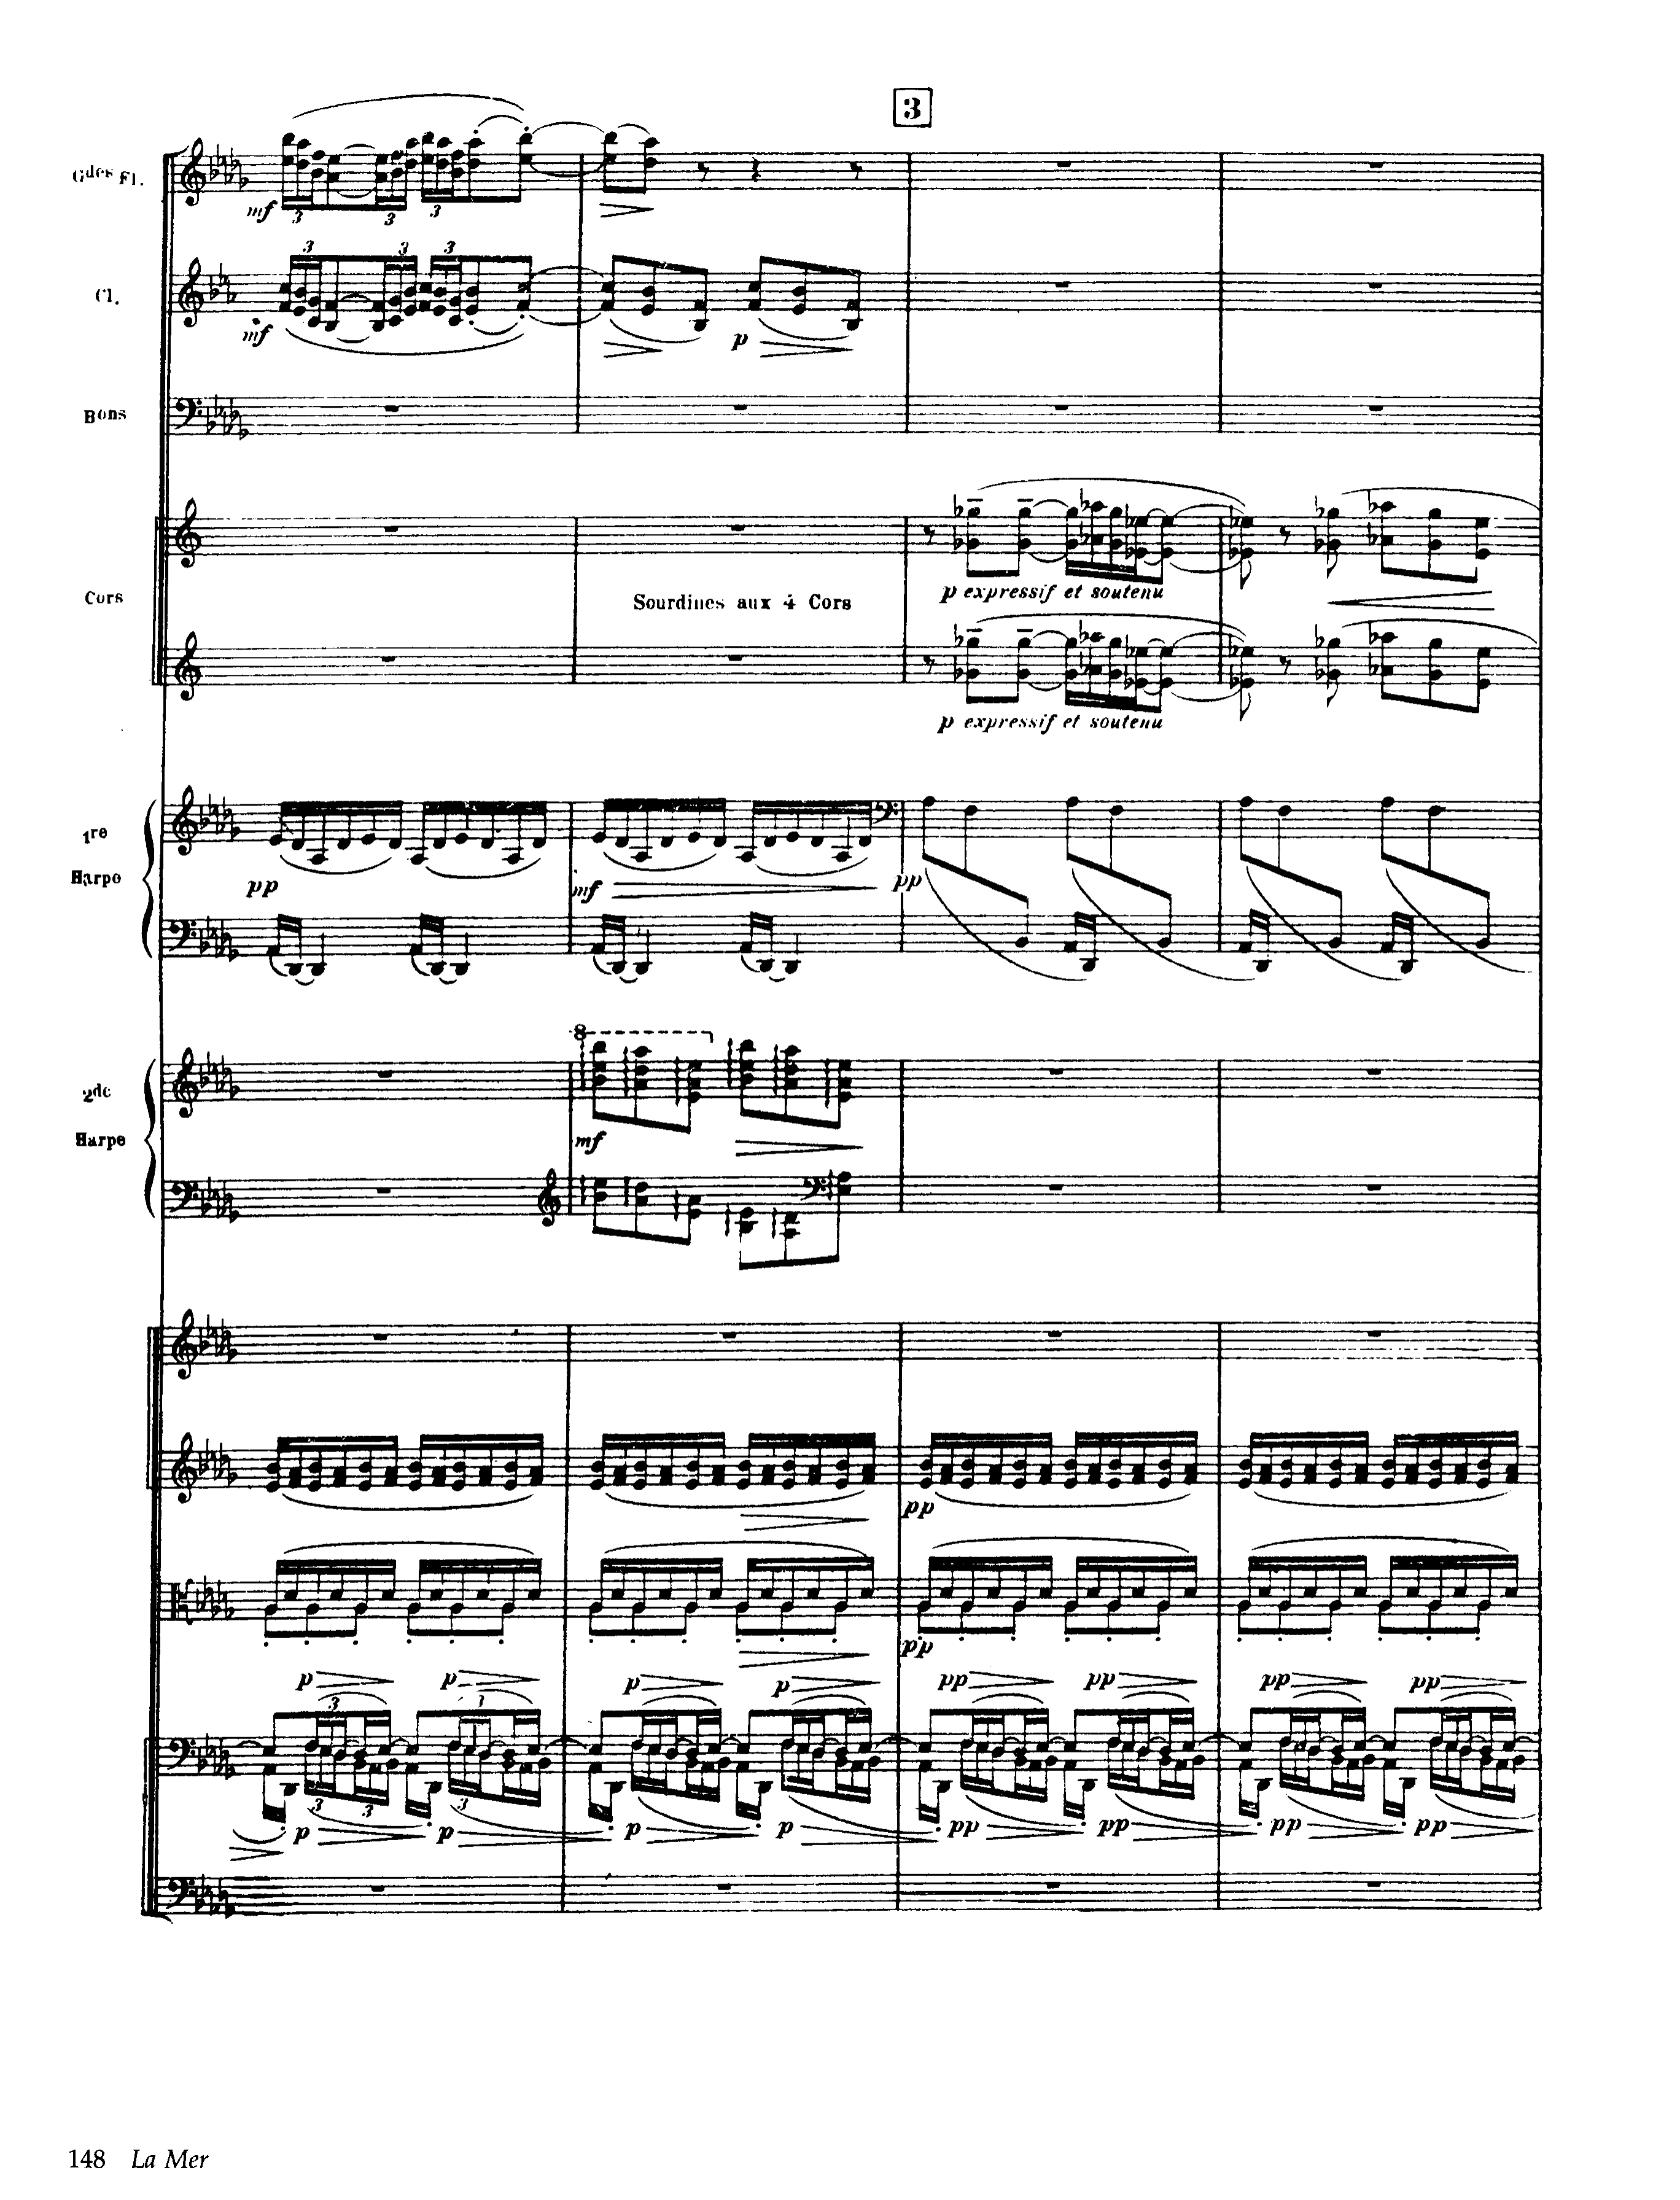 3
Gdes Fl.
mf
3
3
3
3
3
3
Cl.
mf
p
Bons
p expressif et soutenu
Cors
Sourdines aux 4 Cors
p expressif et soutenu
1re
Harpe
pp
mf
pp
8
2de
Harpe
mf
pp
pp
p
p
p
p
pp
pp
pp
pp
3
3
3
3
3
p
p
p
p
pp
pp
pp
pp
148 La Mer